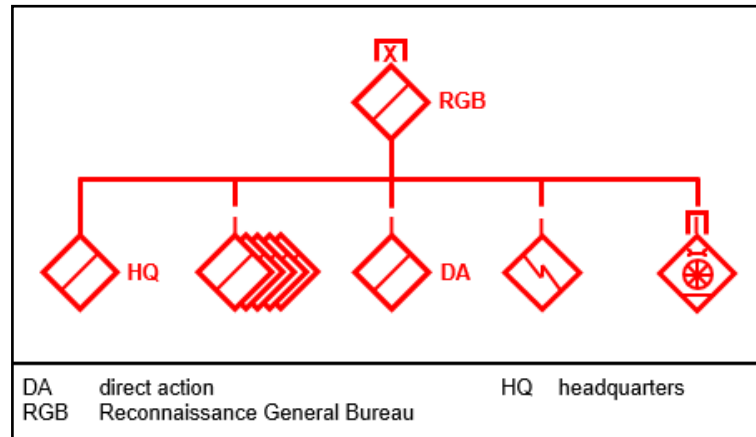 X
RGB
HQ
DA
DA direct action HQ headquarters
RGB Reconnaissance General Bureau